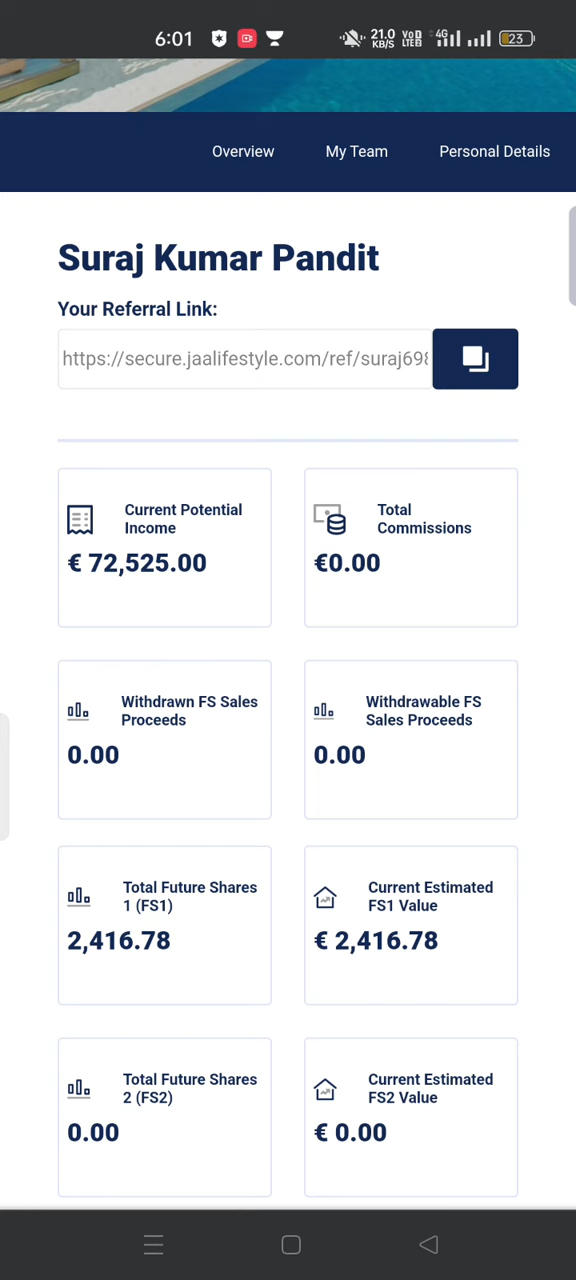 6:01
21.0
KB/S
VoD
LTE2
4G
23
Overview My Team Personal Details
Suraj Kumar Pandit
Your Referral Link:
https://secure.jaalifestyle.com/ref/suraj698
Current Potential
Income
€ 72,525.00
Total
Commissions
€0.00
Withdrawn FS Sales
Proceeds
0.00
Withdrawable FS
Sales Proceeds
0.00
Total Future Shares
1 (FS1)
2,416.78
Current Estimated
FS1 Value
€ 2,416.78
Total Future Shares
2 (FS2)
0.00
Current Estimated
FS2 Value
€ 0.00